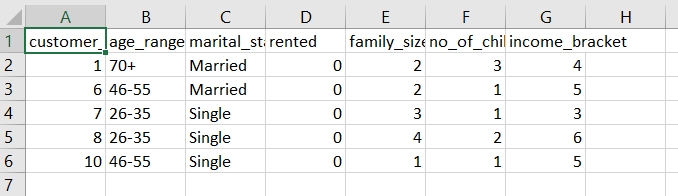 A B C D E F G H
1 customer_ age_range marital_sta rented family_size no_of_chil income_bracket
2 1 70+ Married 0 2 3 4
3 6 46-55 Married 0 2 1 5
4 7 26-35 Single 0 3 1 3
5 8 26-35 Single 0 4 2 6
6 10 46-55 Single 0 1 1 5
7